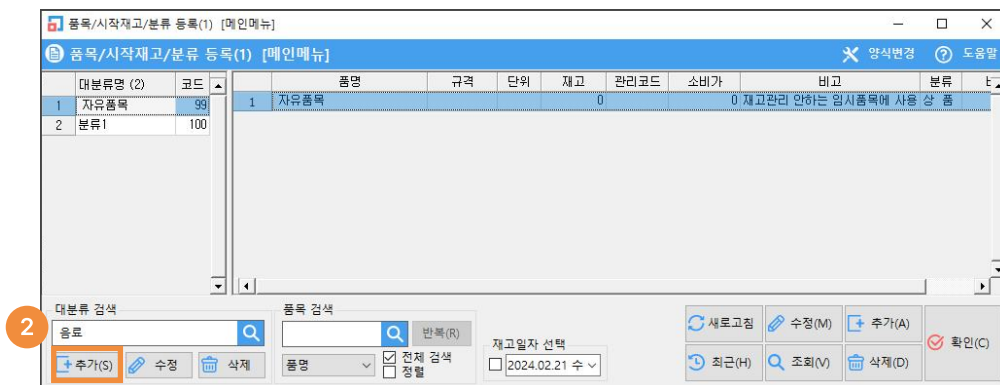 품목/시작재고/분류 등록(1) [메인메뉴]
품목/시작재고/분류 등록(1) [메인메뉴] 양식변경 도움말
대분류명 (2) 코드 품명 규격 단위 재고 관리코드 소비가 비고 분류
1 자유품목 99 1 자유품목 0 0 재고관리 안하는 임시품목에 사용 상 품
2 분류1 100
대분류 검색 품목 검색
2 음료 반복(R) 새로고침 수정(M) 추가(A)
재고일자 선택 확인(C)
추가(S) 수정 삭제 품명 전체 검색 2024.02.21 수 최근(H) 조회(V) 삭제(D)
정렬